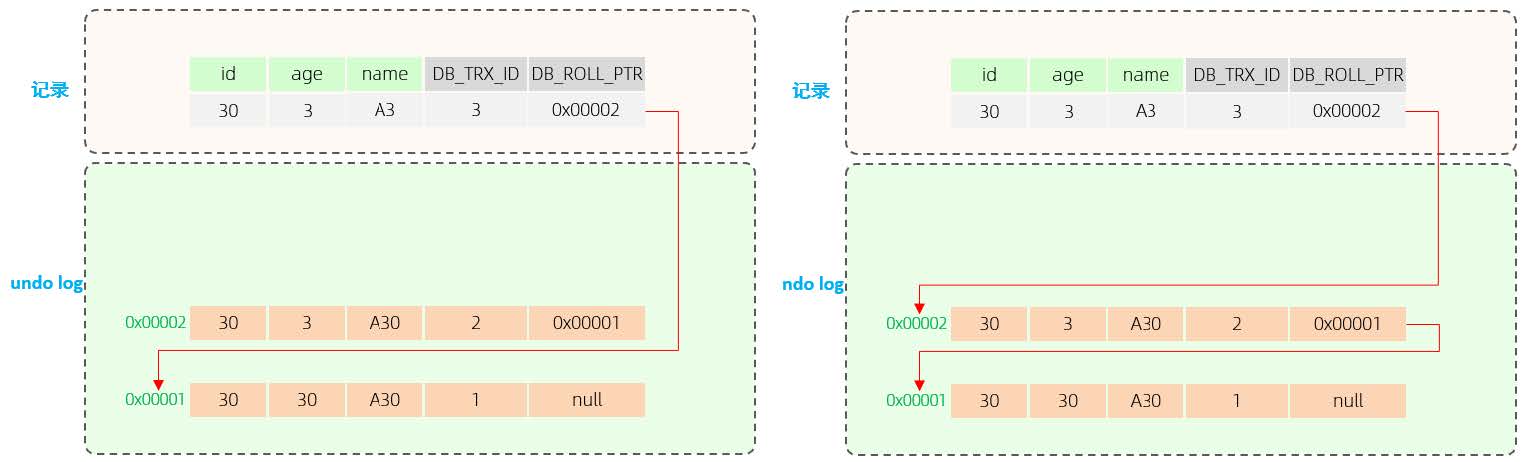 id age name DB_TRX_ID DB_ROLL_PTR
记录
30 3 A3 3 0x00002
undo log
0x00002 30 3 A30 2 0x00001
0x00001 30 30 A30 1 null
id age name DB_TRX_ID DB_ROLL_PTR
记录
30 3 A3 3 0x00002
ndo log
0x00002 30 3 A30 2 0x00001
0x00001 30 30 A30 1 null